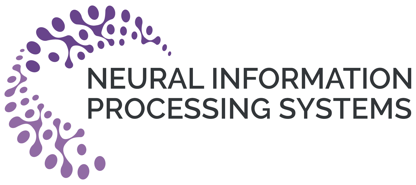 NEURAL INFORMATION
PROCESSING SYSTEMS